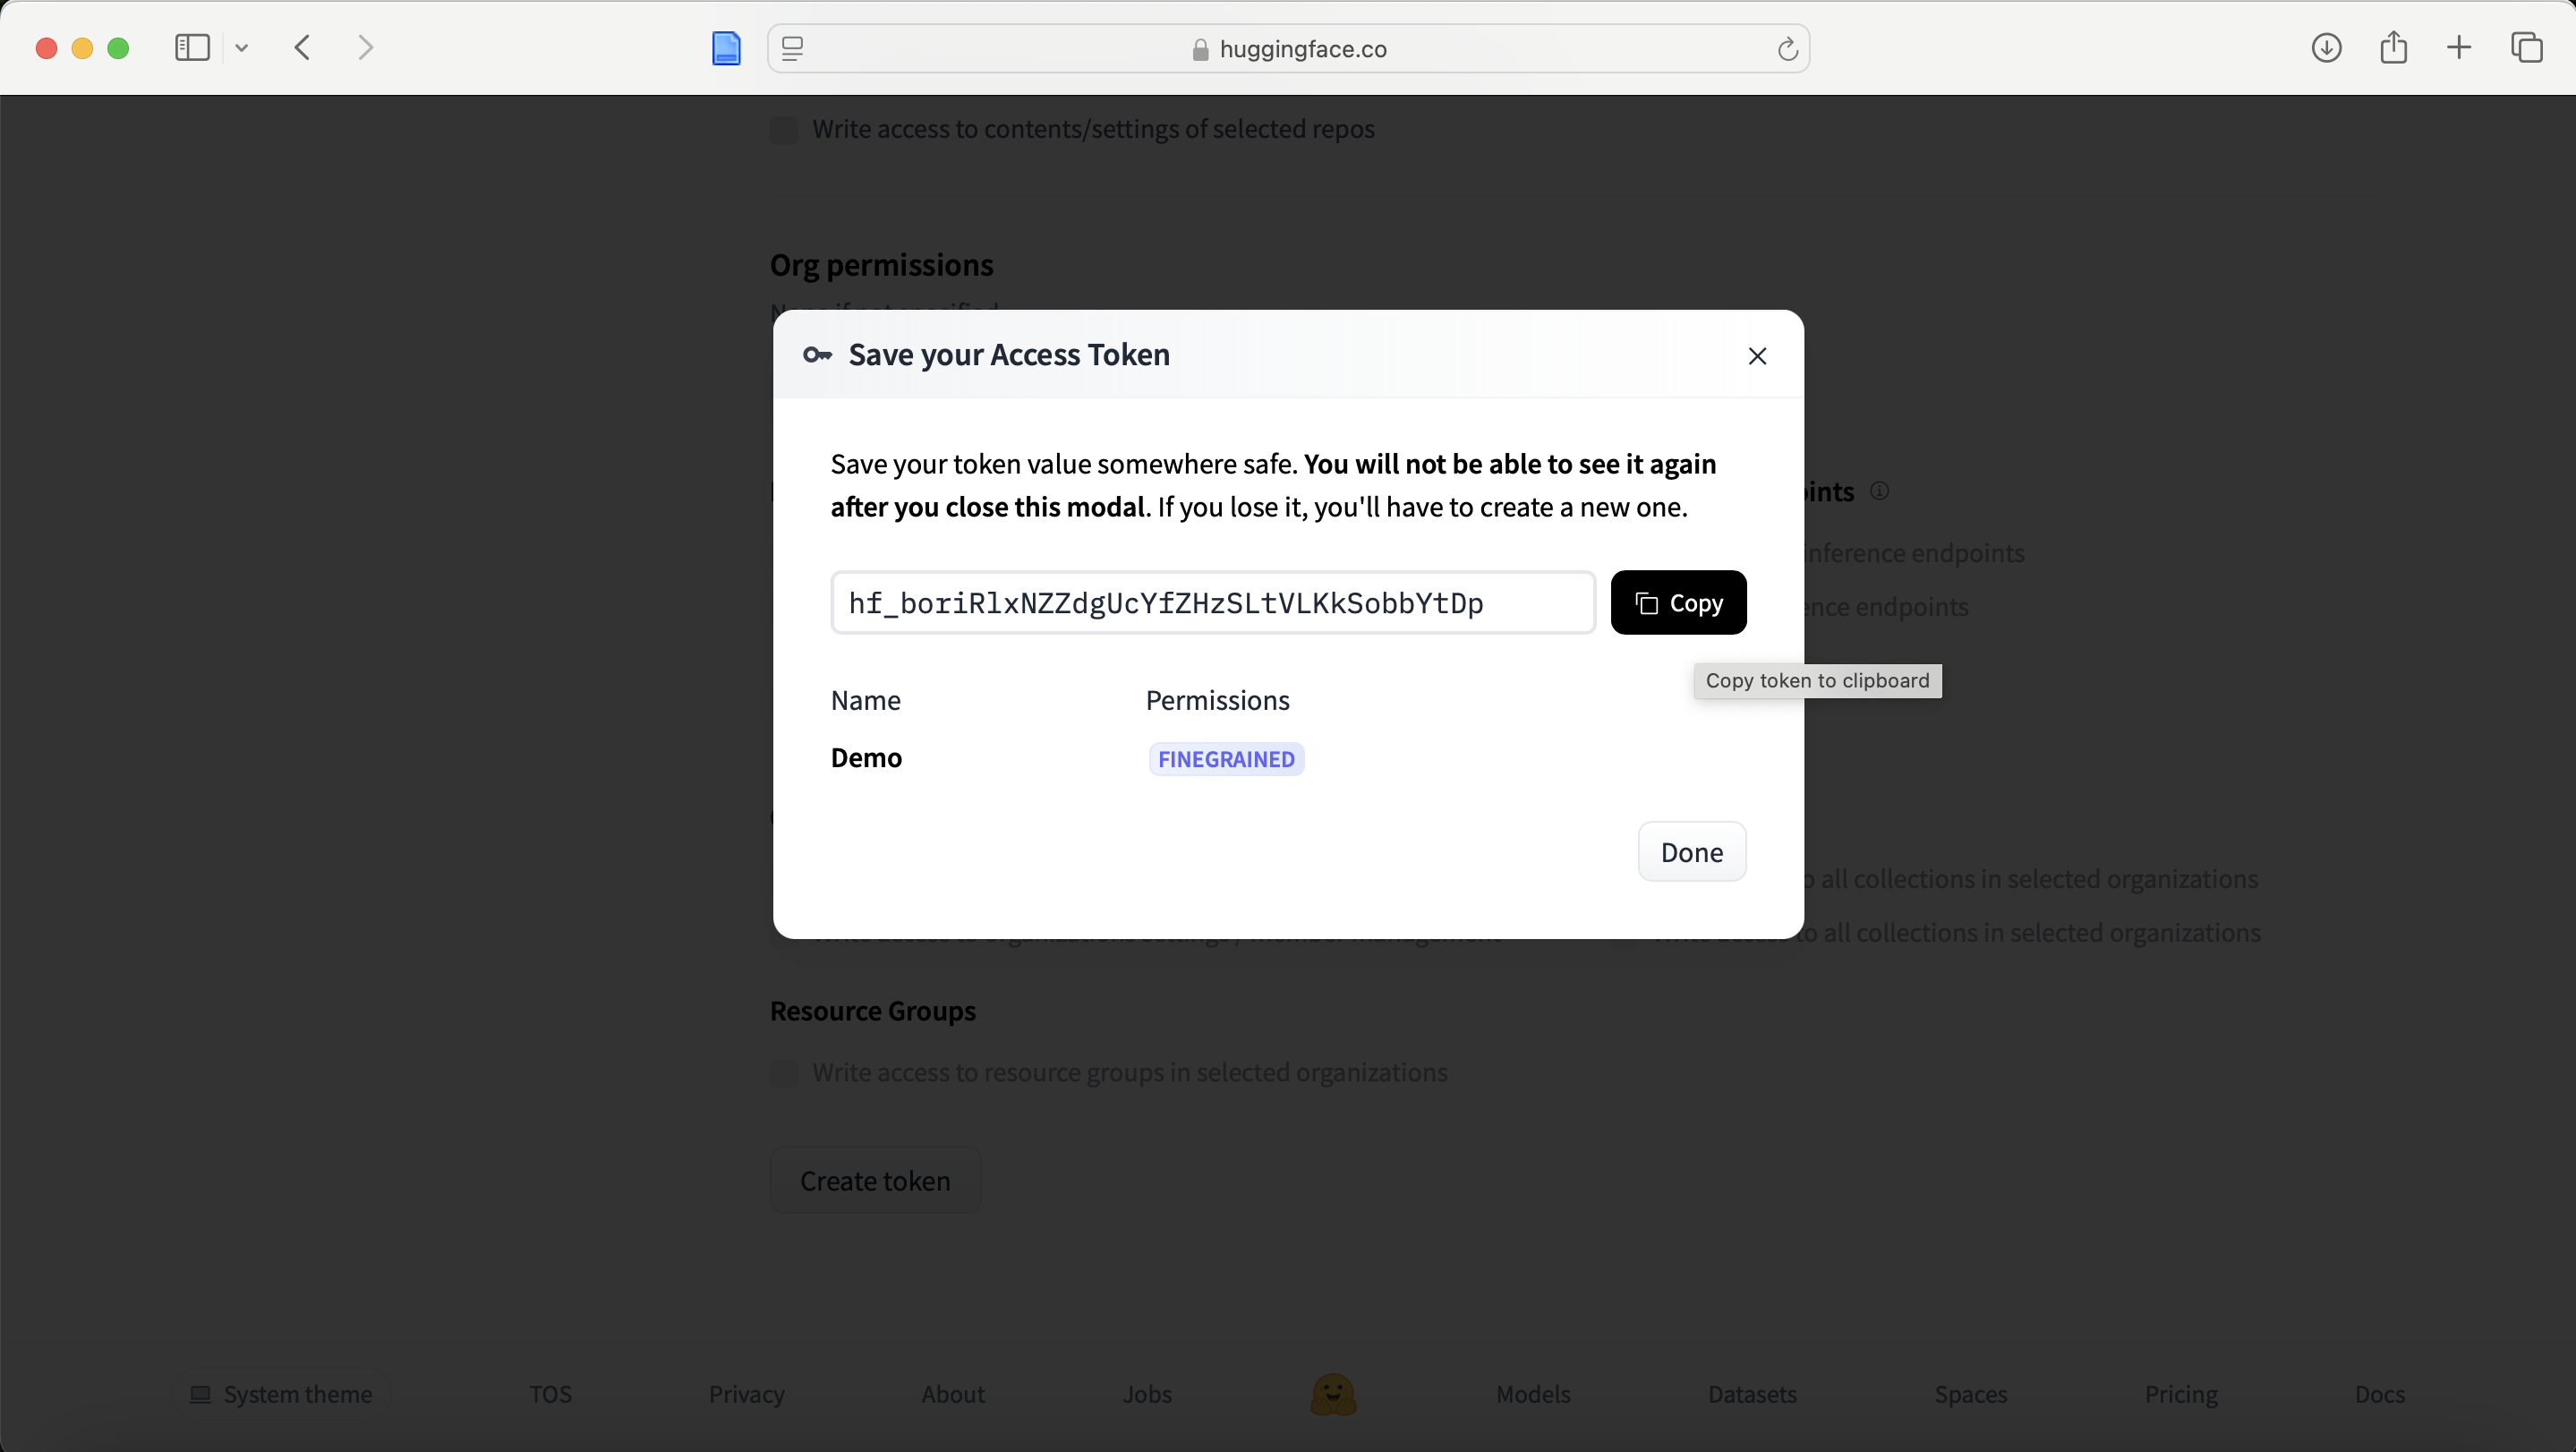 huggingface.co
Write access to contents/settings of selected repos
Org permissions
Save your Access Token
Save your token value somewhere safe. You will not be able to see it again
after you close this modal. If you lose it, you'll have to create a new one.
ints
inference endpoints
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
Copy
ence endpoints
Copy token to clipboard
Name Permissions
Demo FINEGRAINED
Done
o all collections in selected organizations
to all collections in selected organizations
Resource Groups
Write access to resource groups in selected organizations
Create token
System theme TOS Privacy About Jobs Models Datasets Spaces Pricing Docs